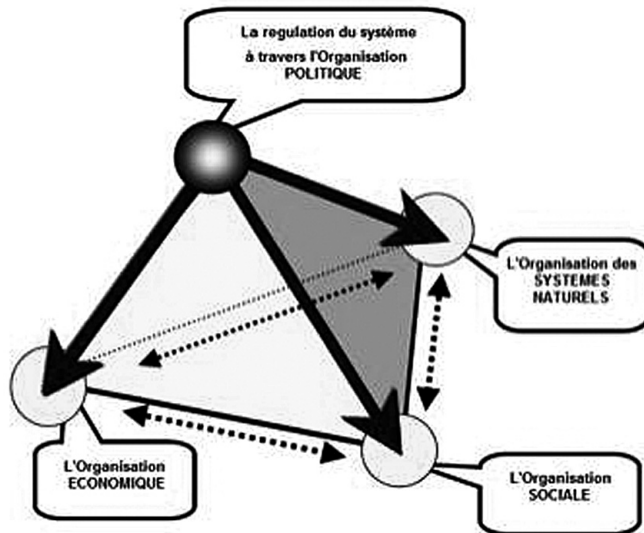 La regulation du système
à travers l'Organisation
POLITIQUE
L'Organisation des
SYSTEMES
NATURELS
L'Organisation
ECONOMIQUE
L'Organisation
SOCIALE